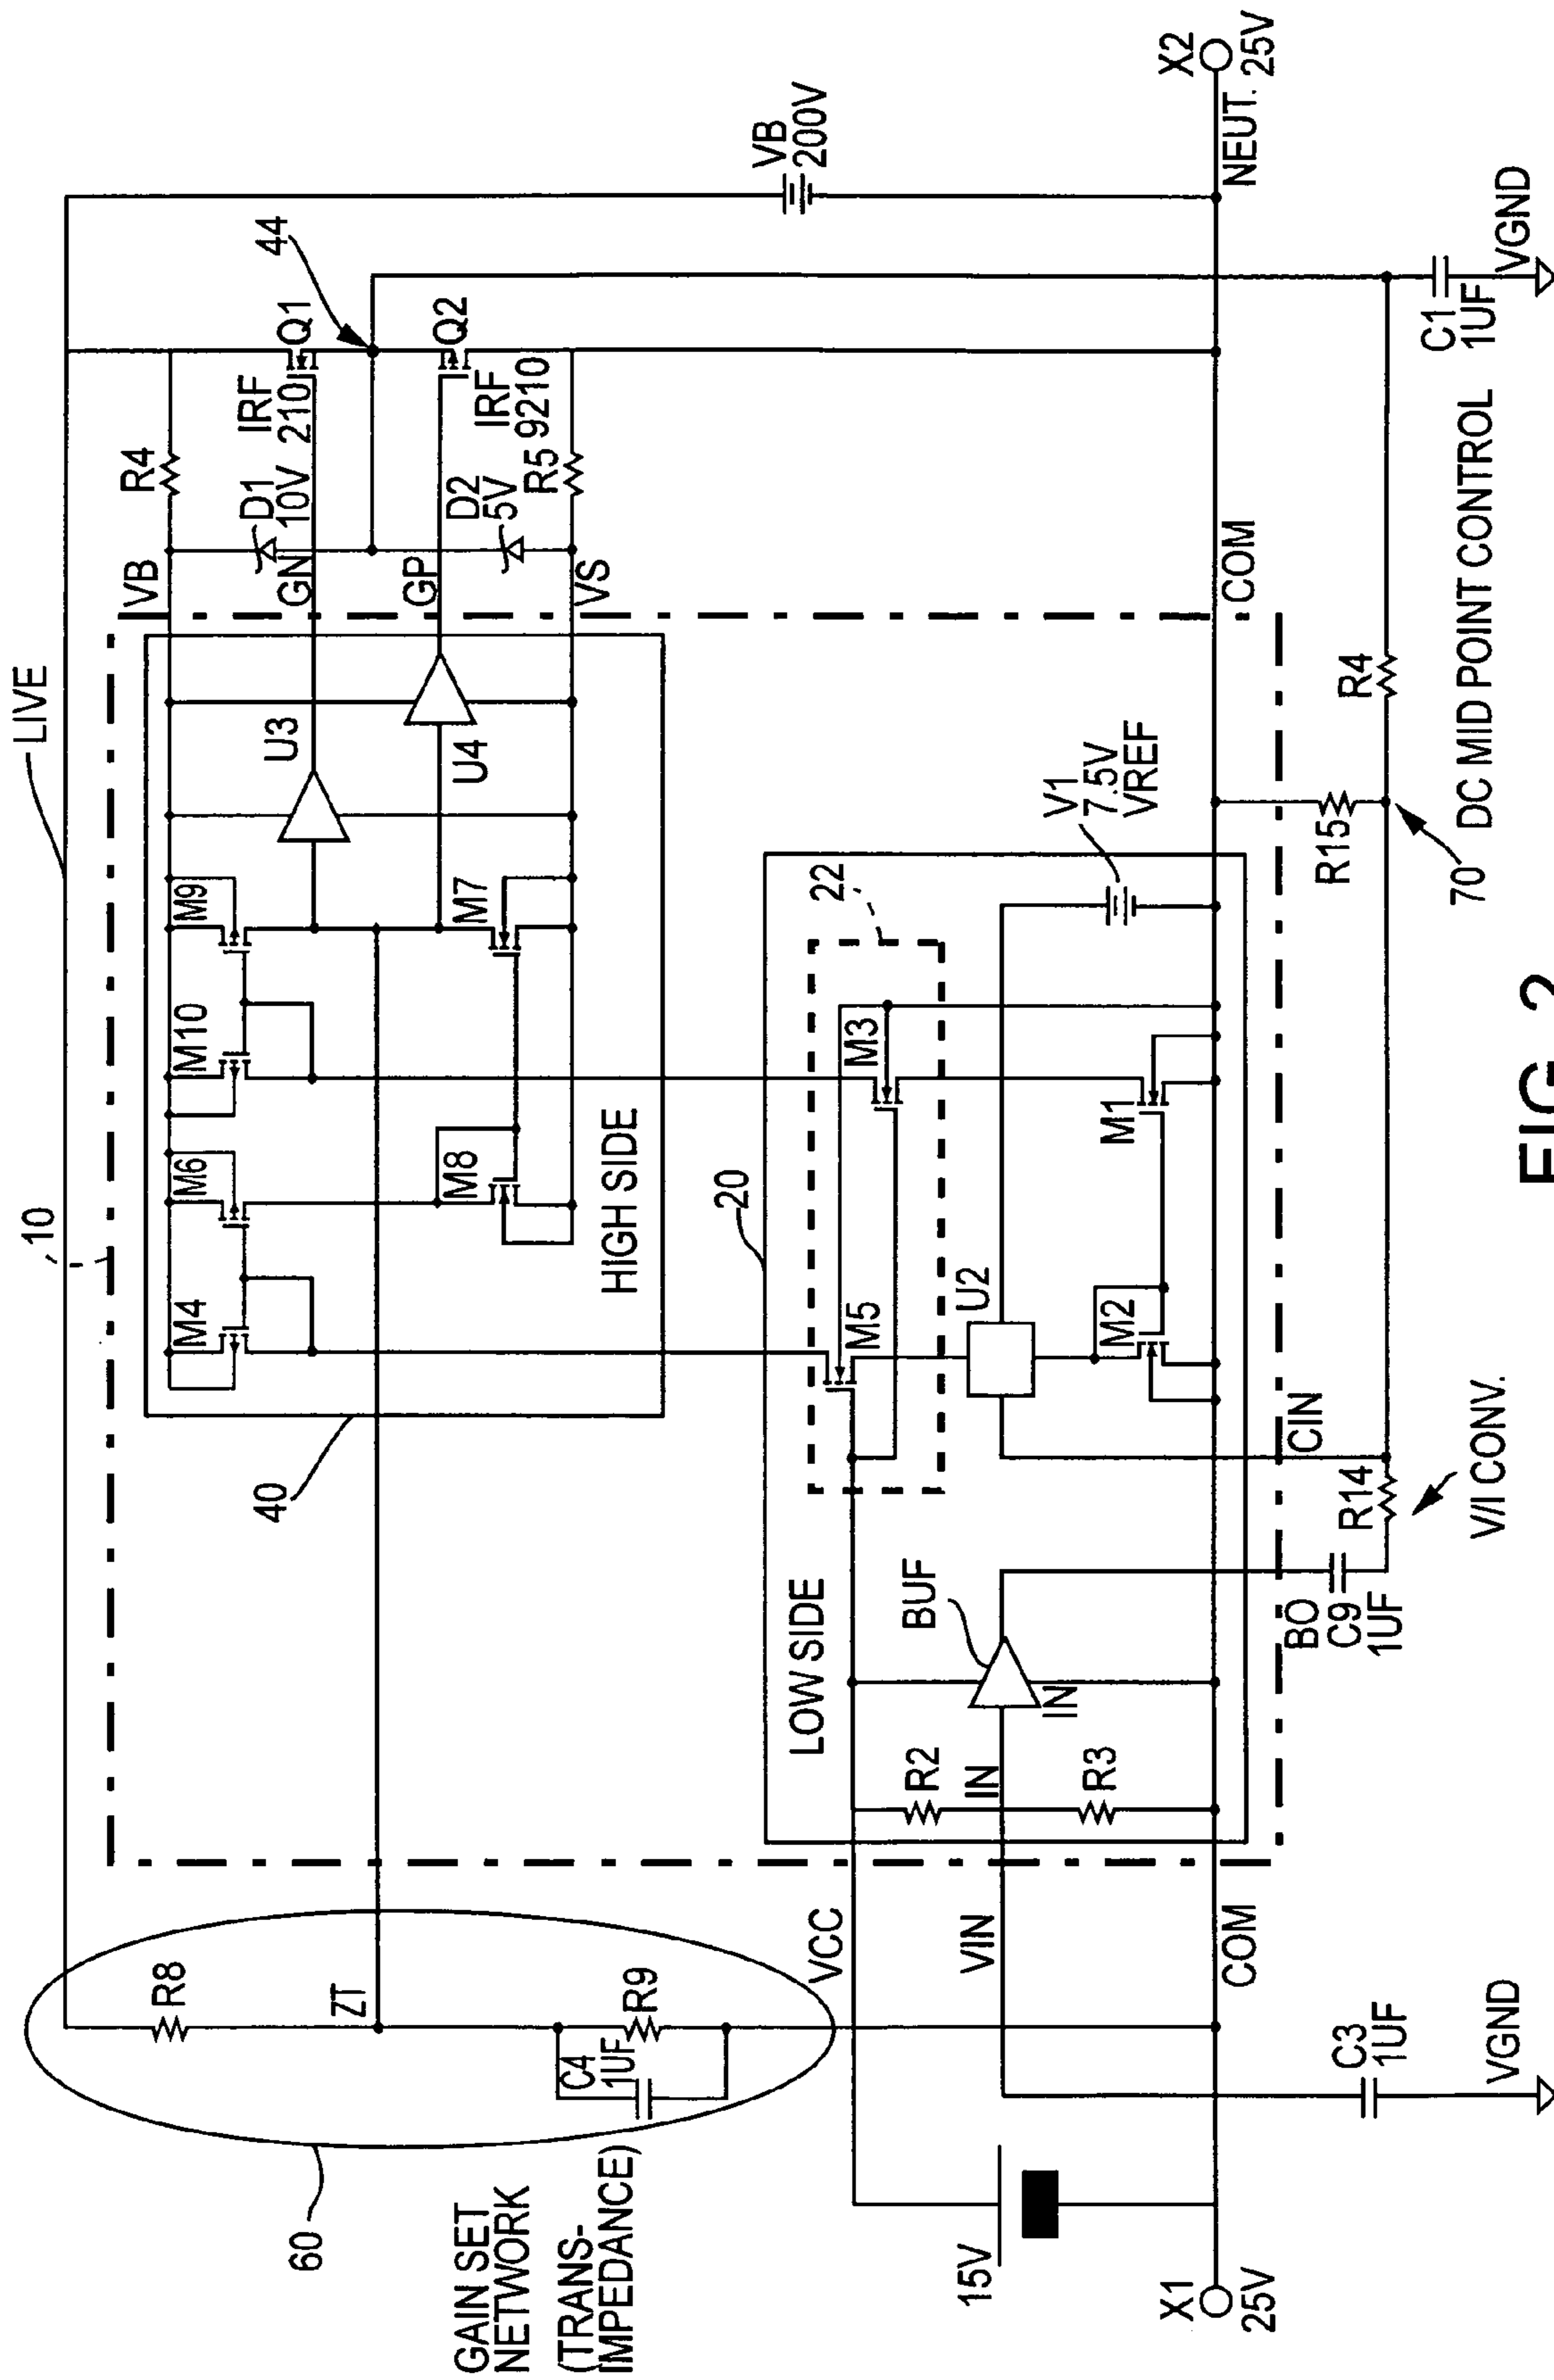 LIVE
10
R8
ZT
R9
C4
1UF
60
GAIN SET
NETWORK
(TRANS-
IMPEDANCE)
40
M4
M6
M10
M9
M8
M7
HIGH SIDE
U3
U4
VB
GN
GP
VS
R4
D1
10V
D2
5V
R5
IRF
210
Q1
IRF
9210
Q2
44
VB
200V
15V
VCC
VIN
COM
X1
25V
C3
1UF
VGND
LOW SIDE
20
22
R2
IN
R3
BUF
IN
M5
M3
U2
M2
M1
V1
7.5V
VREF
COM
NEUT.
X2
25V
BO
C9
1UF
CIN
R14
V/I CONV.
R15
R4
70
DC MID POINT CONTROL
C1
1UF
VGND
FIG. 2